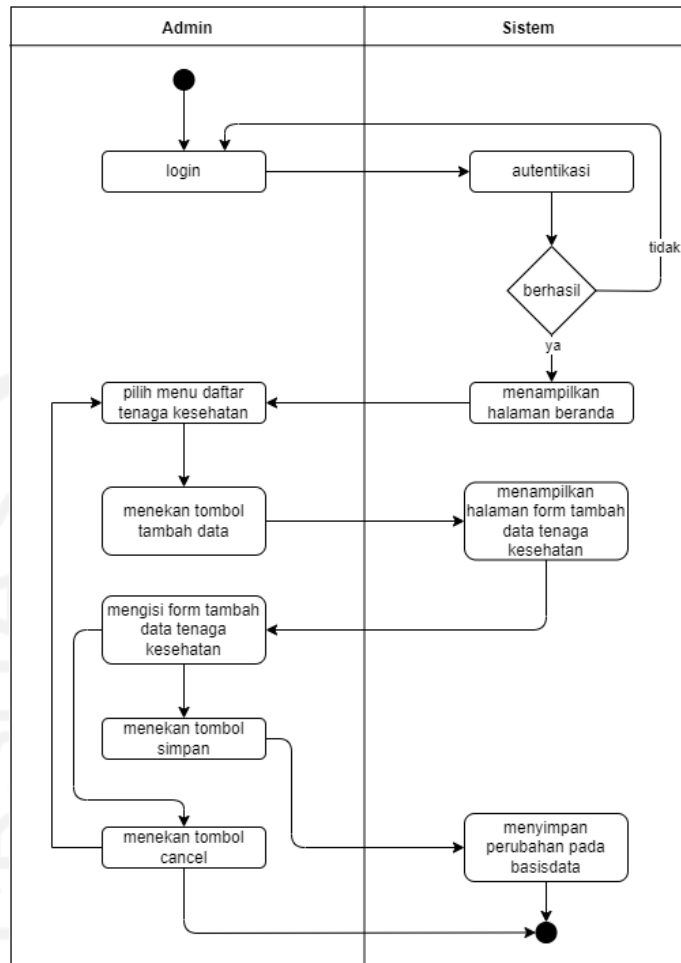 Admin
Sistem
login
autentikasi
tidak
berhasil
ya
pilih menu daftar
tenaga kesehatan
menampilkan
halaman beranda
menekan tombol
tambah data
menampilkan
halaman form tambah
data tenaga
kesehatan
mengisi form tambah
data tenaga
kesehatan
menekan tombol
simpan
menekan tombol
cancel
menyimpan
perubahan pada
basisdata